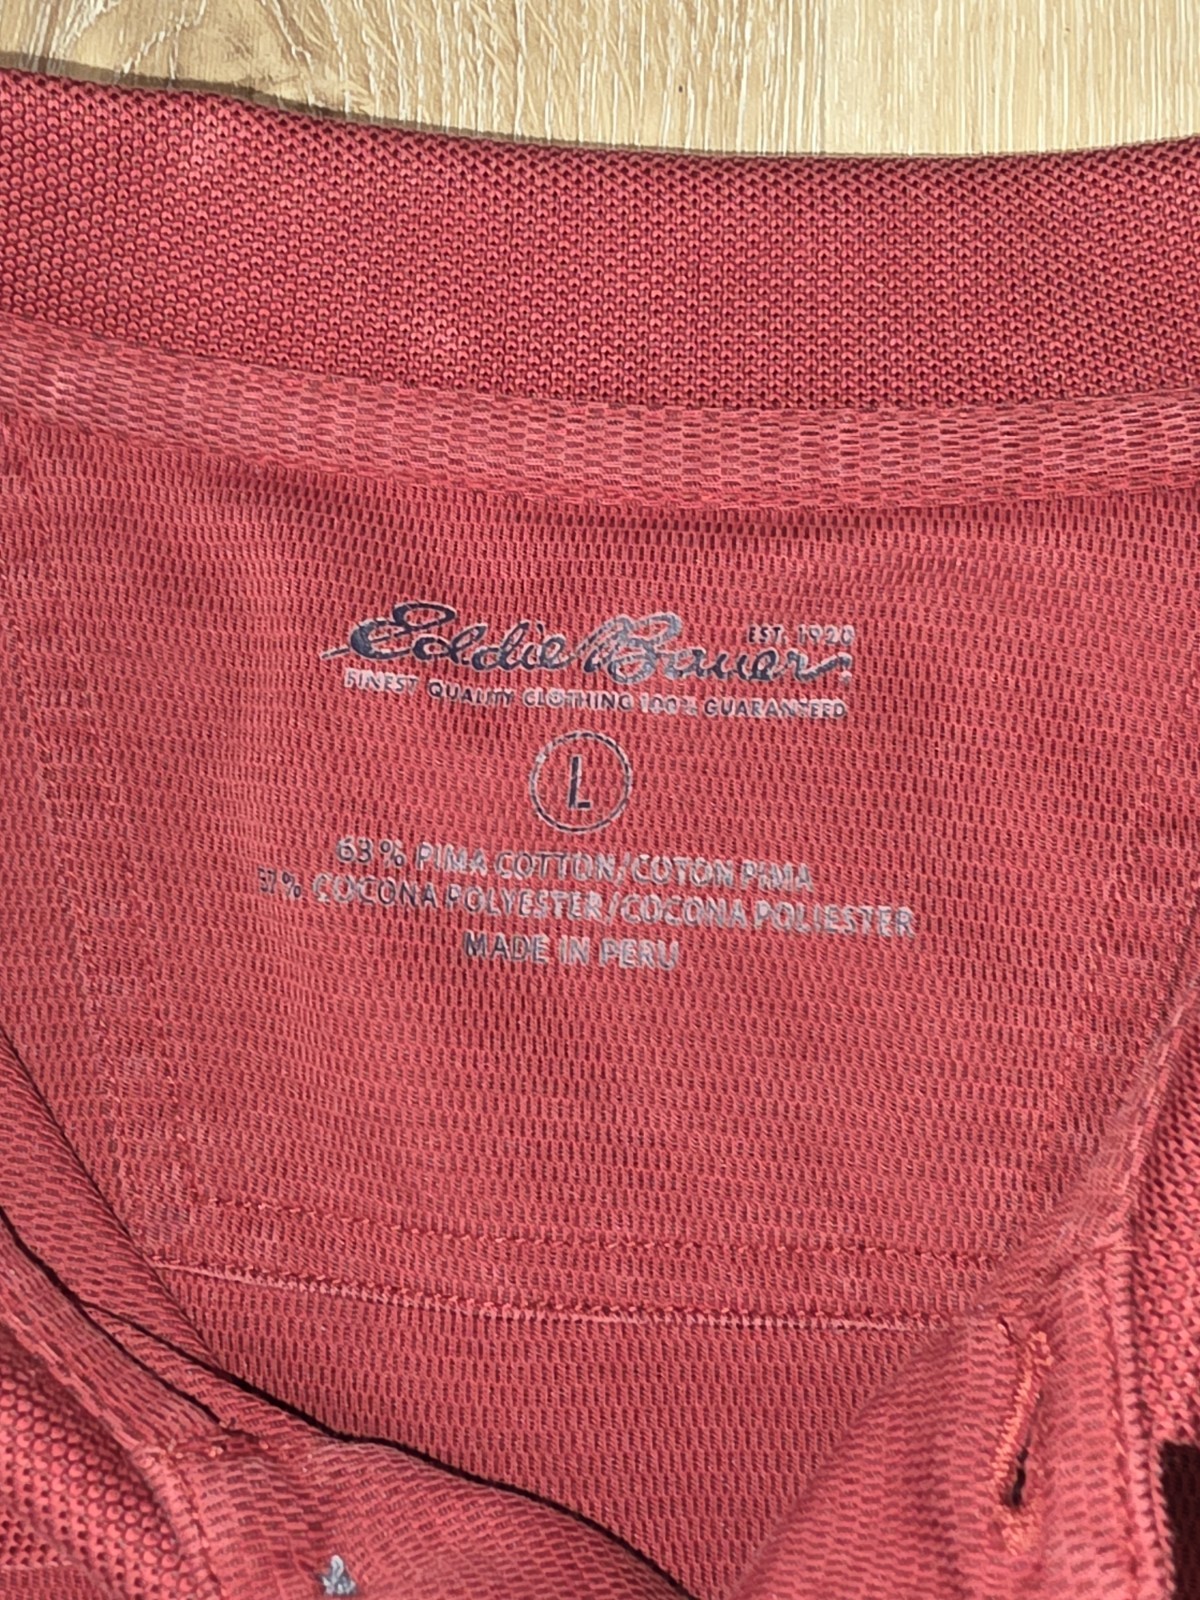 Eddie Bauer EST. 1920
FINEST QUALITY CLOTHING 100% GUARANTEED
L
63% PIMA COTTON/COTON PIMA
37% COCONA POLYESTER/COCONA POLIESTER
MADE IN PERU